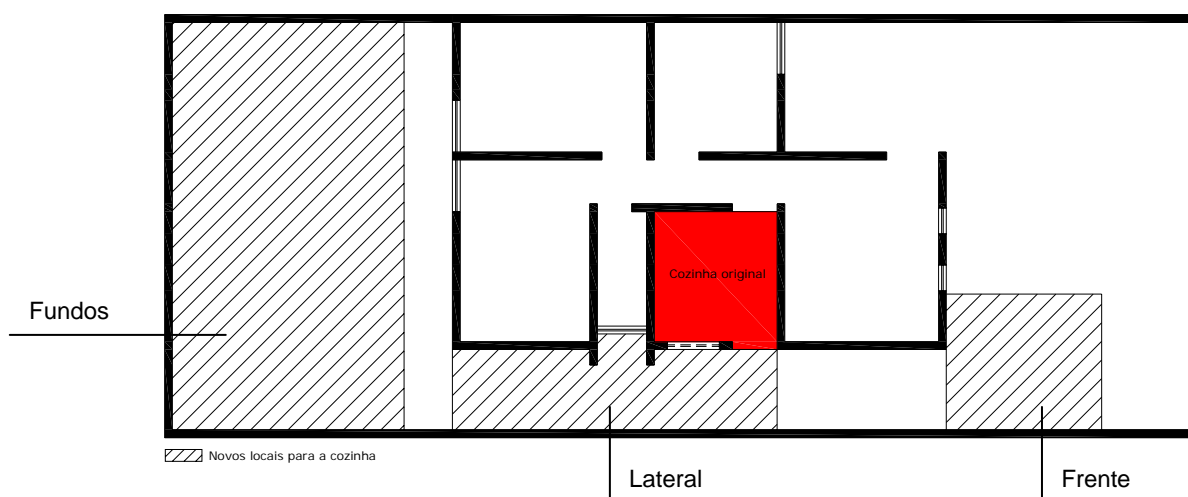 Cozinha original
Fundos
Novos locais para a cozinha
Lateral
Frente